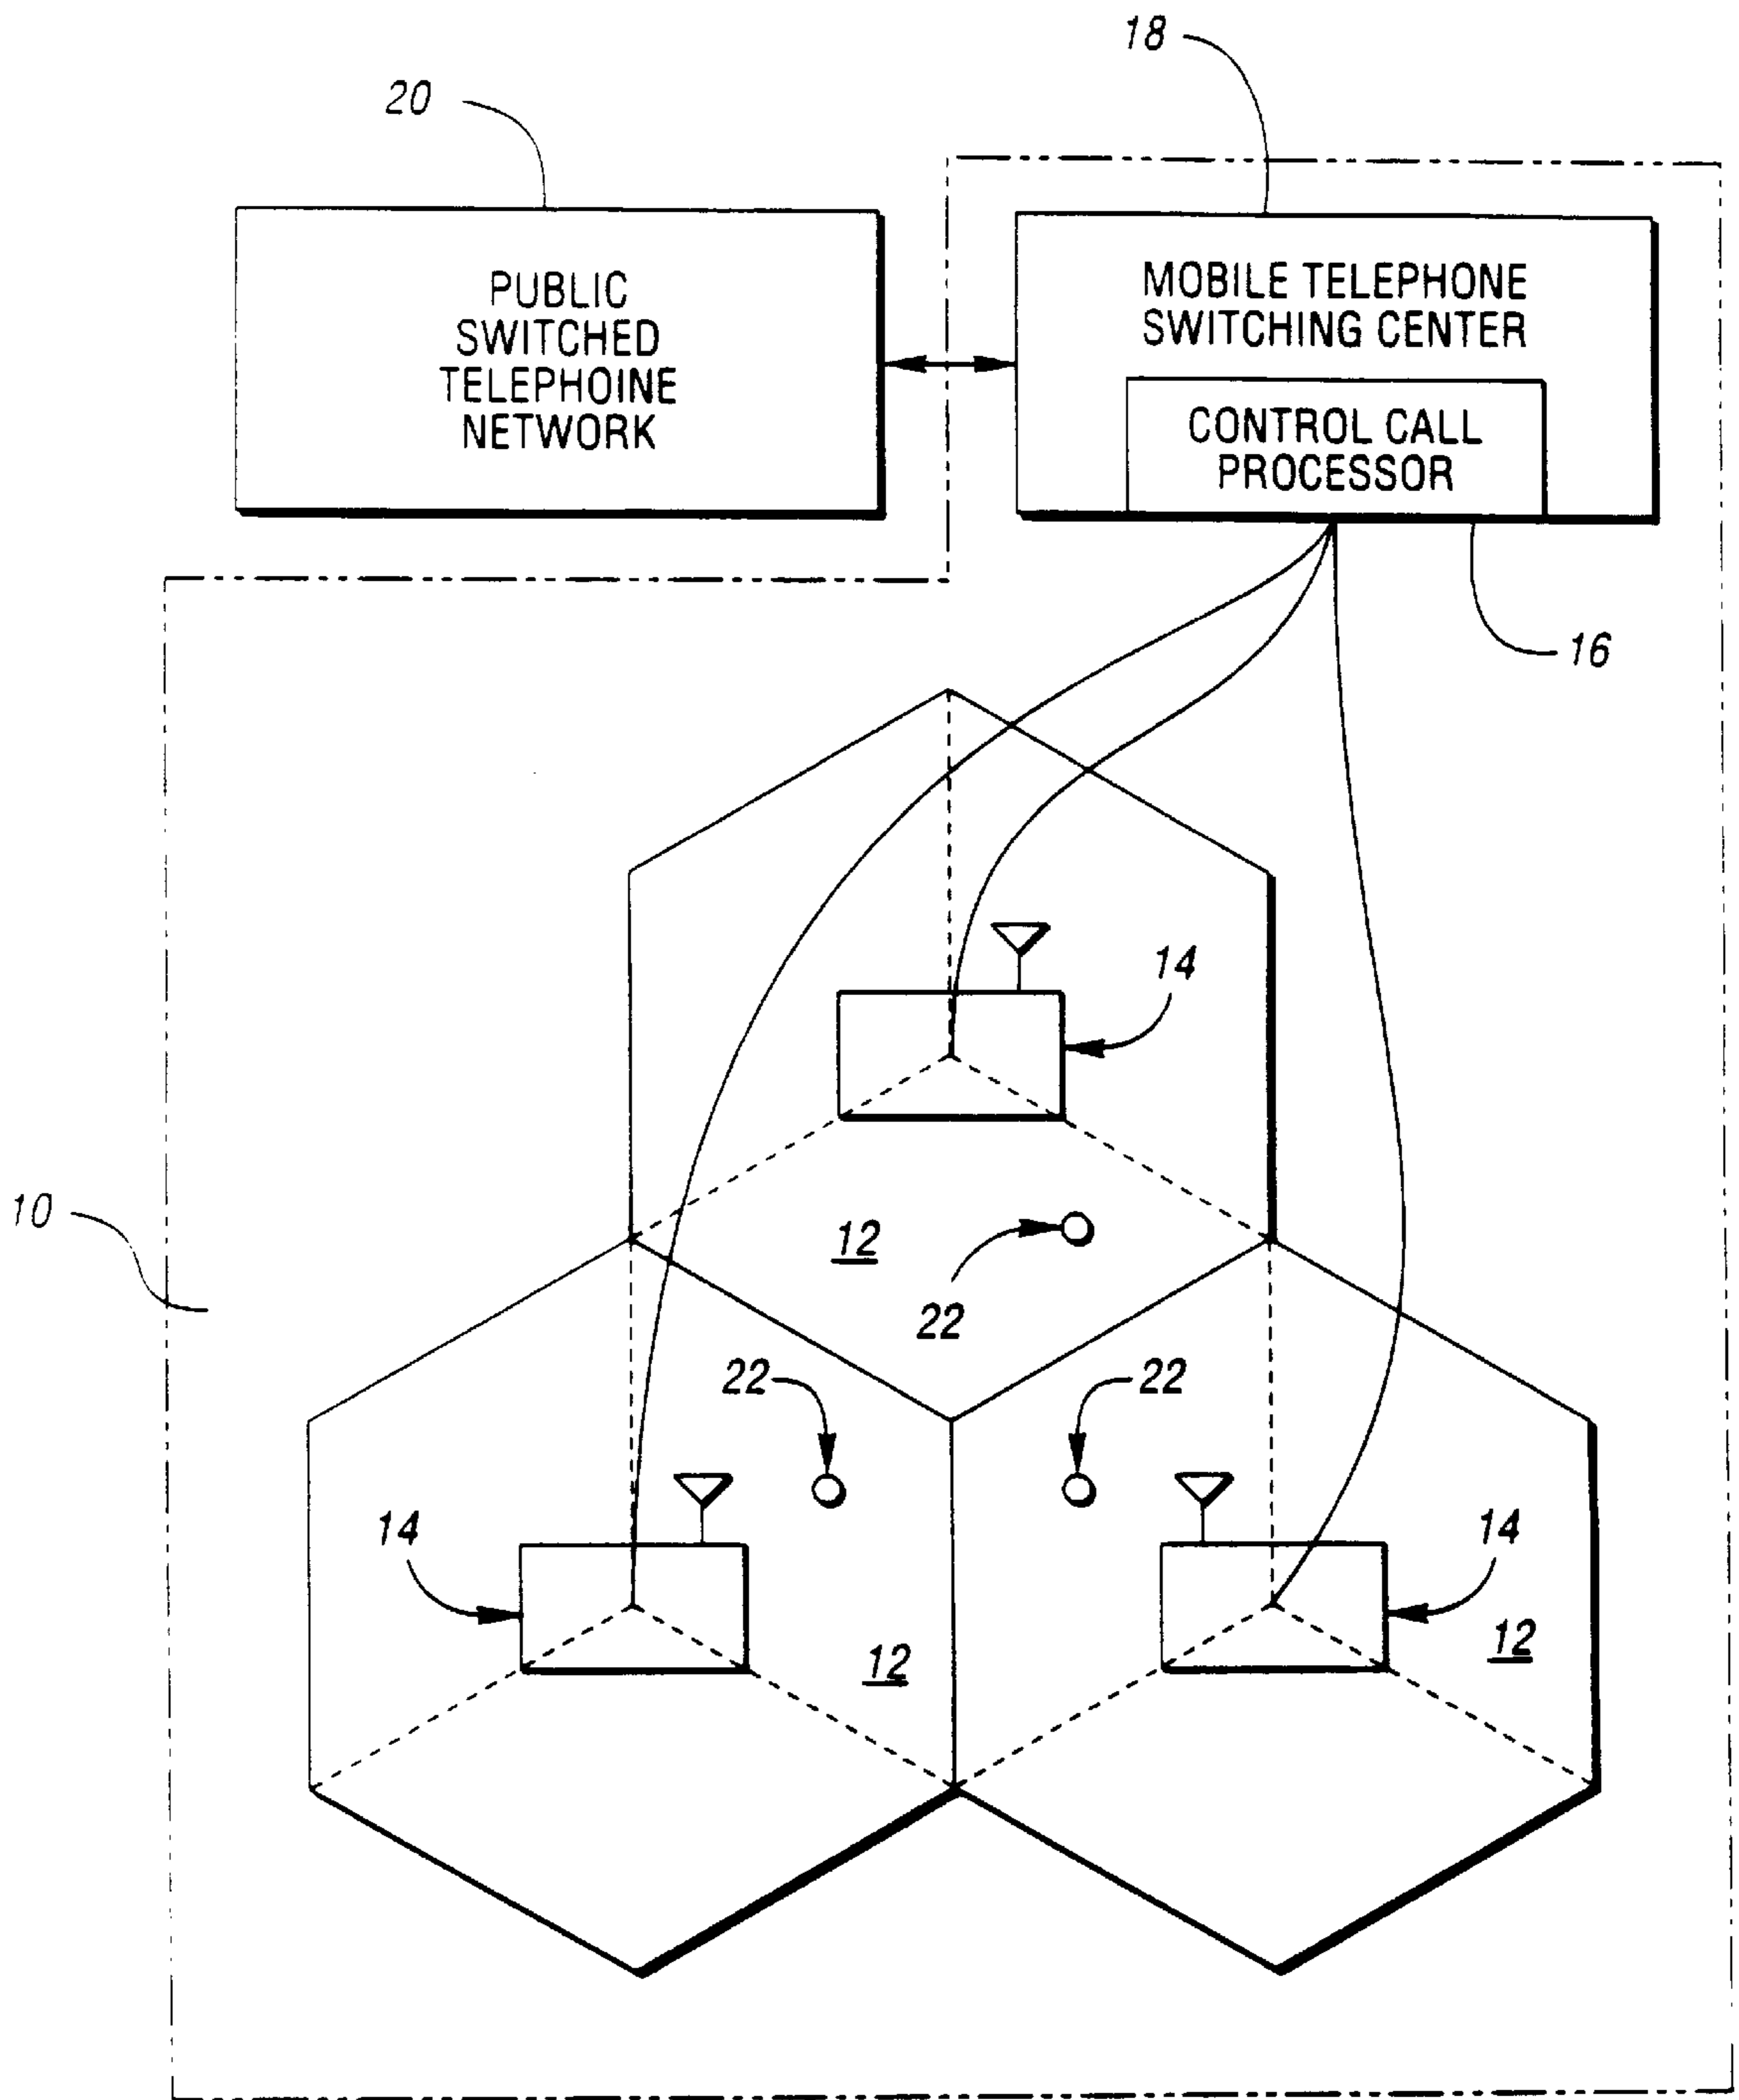 18
20
PUBLIC
SWITCHED
TELEPHOINE
NETWORK
MOBILE TELEPHONE
SWITCHING CENTER
CONTROL CALL
PROCESSOR
16
14
10
12
22
22
22
14
14
12
12